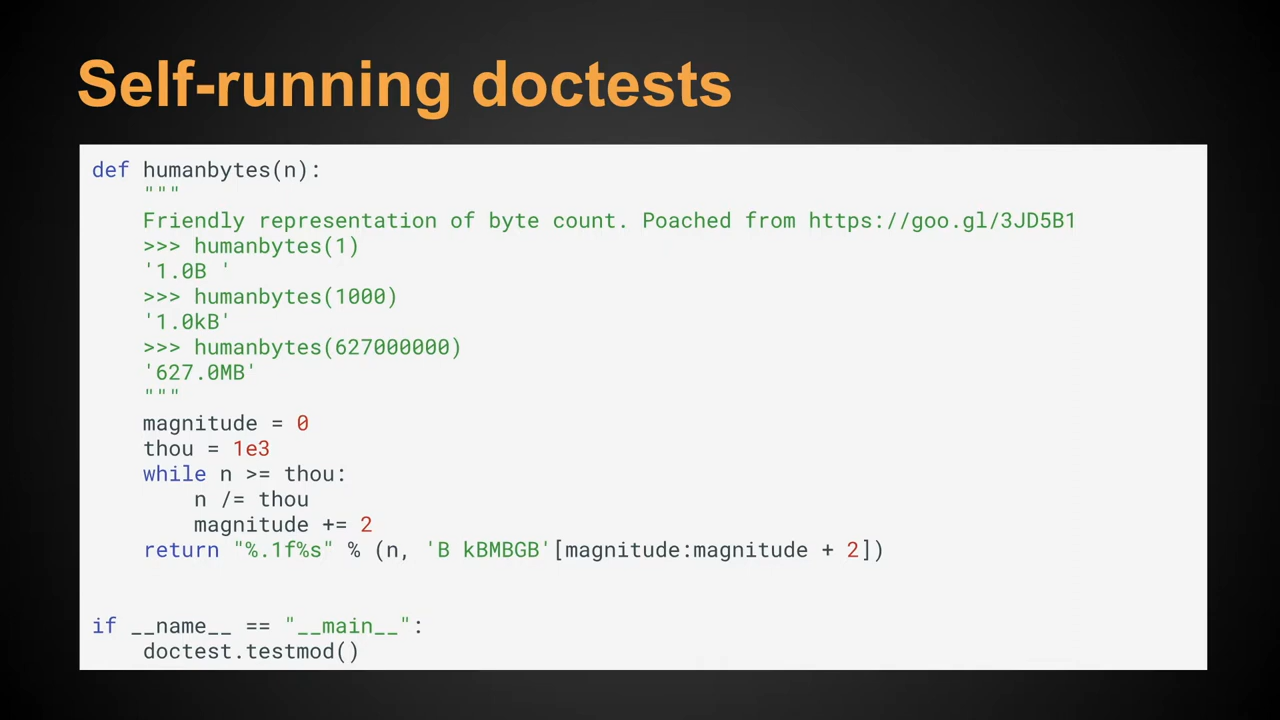 Self-running doctests
def humanbytes(n):
    """
    Friendly representation of byte count. Poached from https://goo.gl/3JD5B1
    >>> humanbytes(1)
    '1.0B '
    >>> humanbytes(1000)
    '1.0kB'
    >>> humanbytes(627000000)
    '627.0MB'
    """
    magnitude = 0
    thou = 1e3
    while n >= thou:
        n /= thou
        magnitude += 2
    return "%.1f%s" % (n, 'B kBMBGB'[magnitude:magnitude + 2])
if __name__ == "__main__":
    doctest.testmod()